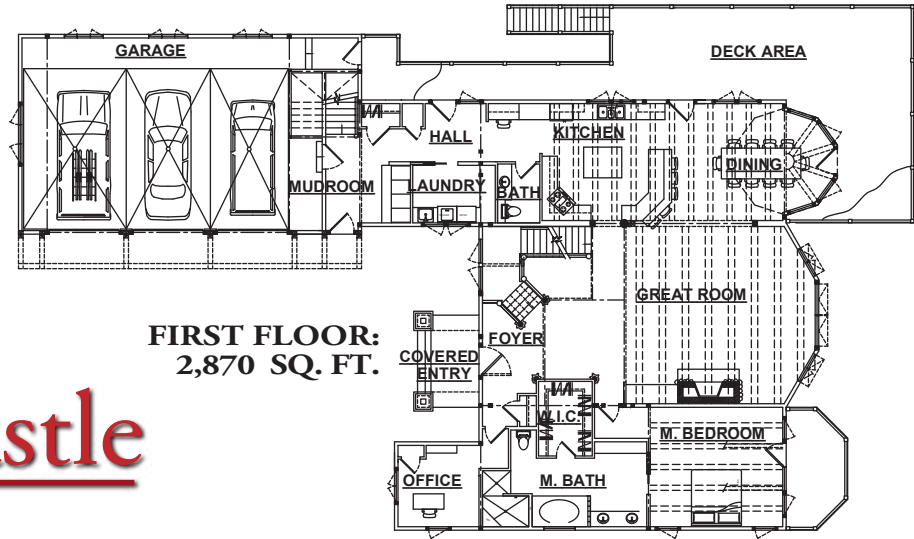 GARAGE
DECK AREA
HALL
KITCHEN
DINING
MUDROOM
LAUNDRY
BATH
GREAT ROOM
FIRST FLOOR:
2,870 SQ. FT.
FOYER
COVERED
ENTRY
W.I.C.
M. BEDROOM
stle
OFFICE
M. BATH